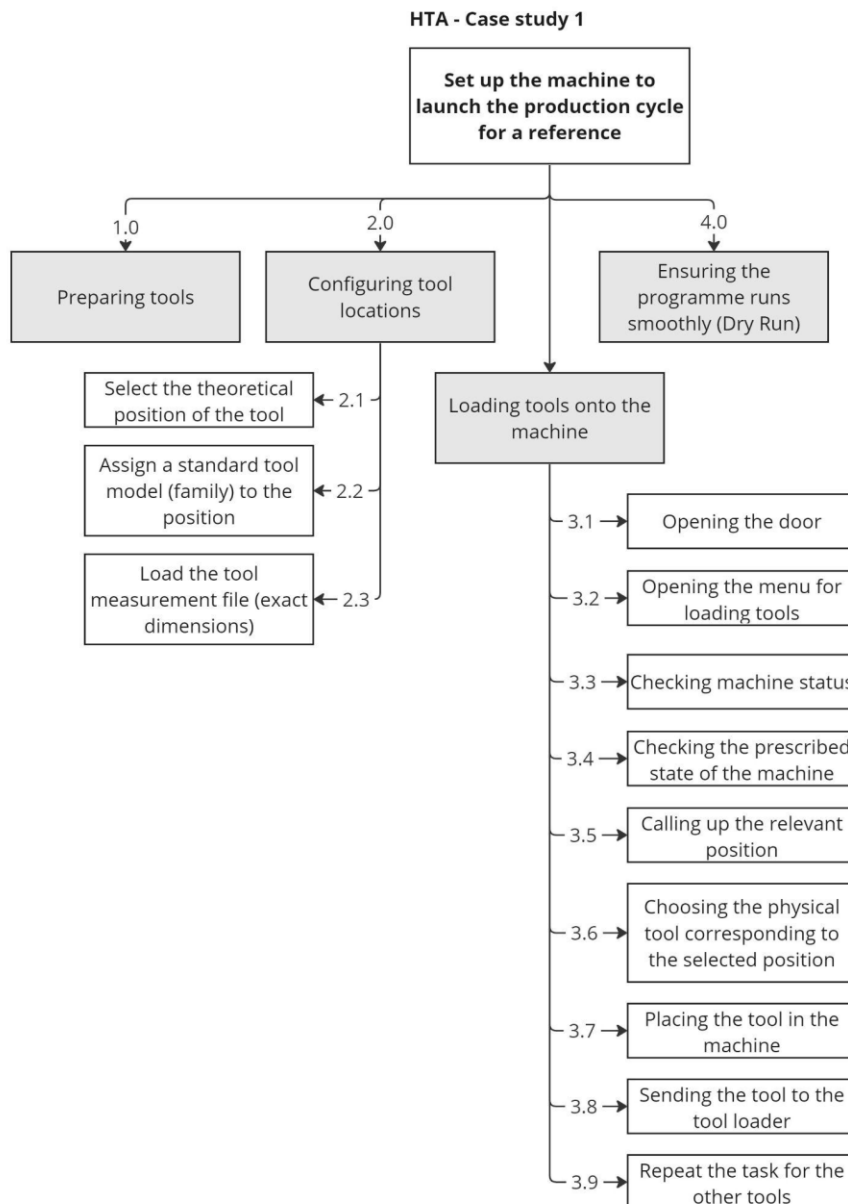 HTA - Case study 1
Set up the machine to
launch the production cycle
for a reference
1.0
2.0
4.0
Preparing tools
Configuring tool
locations
Ensuring the
programme runs
smoothly (Dry Run)
Select the theoretical
position of the tool
2.1
Assign a standard tool
model (family) to the
position
2.2
Load the tool
measurement file (exact
dimensions)
2.3
Loading tools onto the
machine
3.1
Opening the door
3.2
Opening the menu for
loading tools
3.3
Checking machine status
3.4
Checking the prescribed
state of the machine
3.5
Calling up the relevant
position
3.6
Choosing the physical
tool corresponding to
the selected position
3.7
Placing the tool in the
machine
3.8
Sending the tool to the
tool loader
3.9
Repeat the task for the
other tools